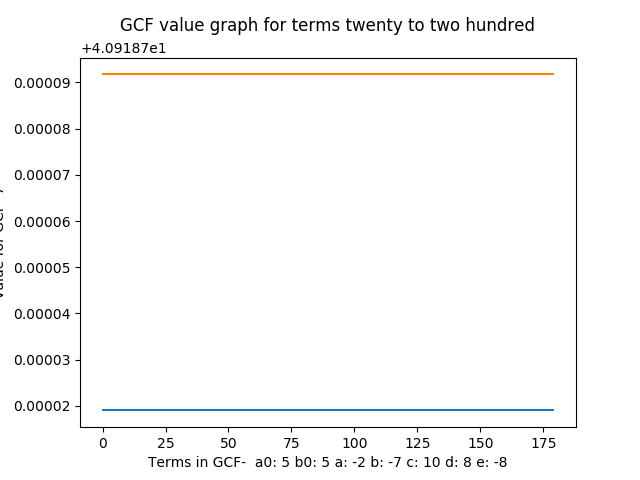 GCF value graph for terms twenty to two hundred
+4.09187e1
0.00009
0.00008
0.00007
0.00006
0.00005
0.00004
0.00003
0.00002
0 25 50 75 100 125 150 175
Terms in GCF-  a0: 5 b0: 5 a: -2 b: -7 c: 10 d: 8 e: -8